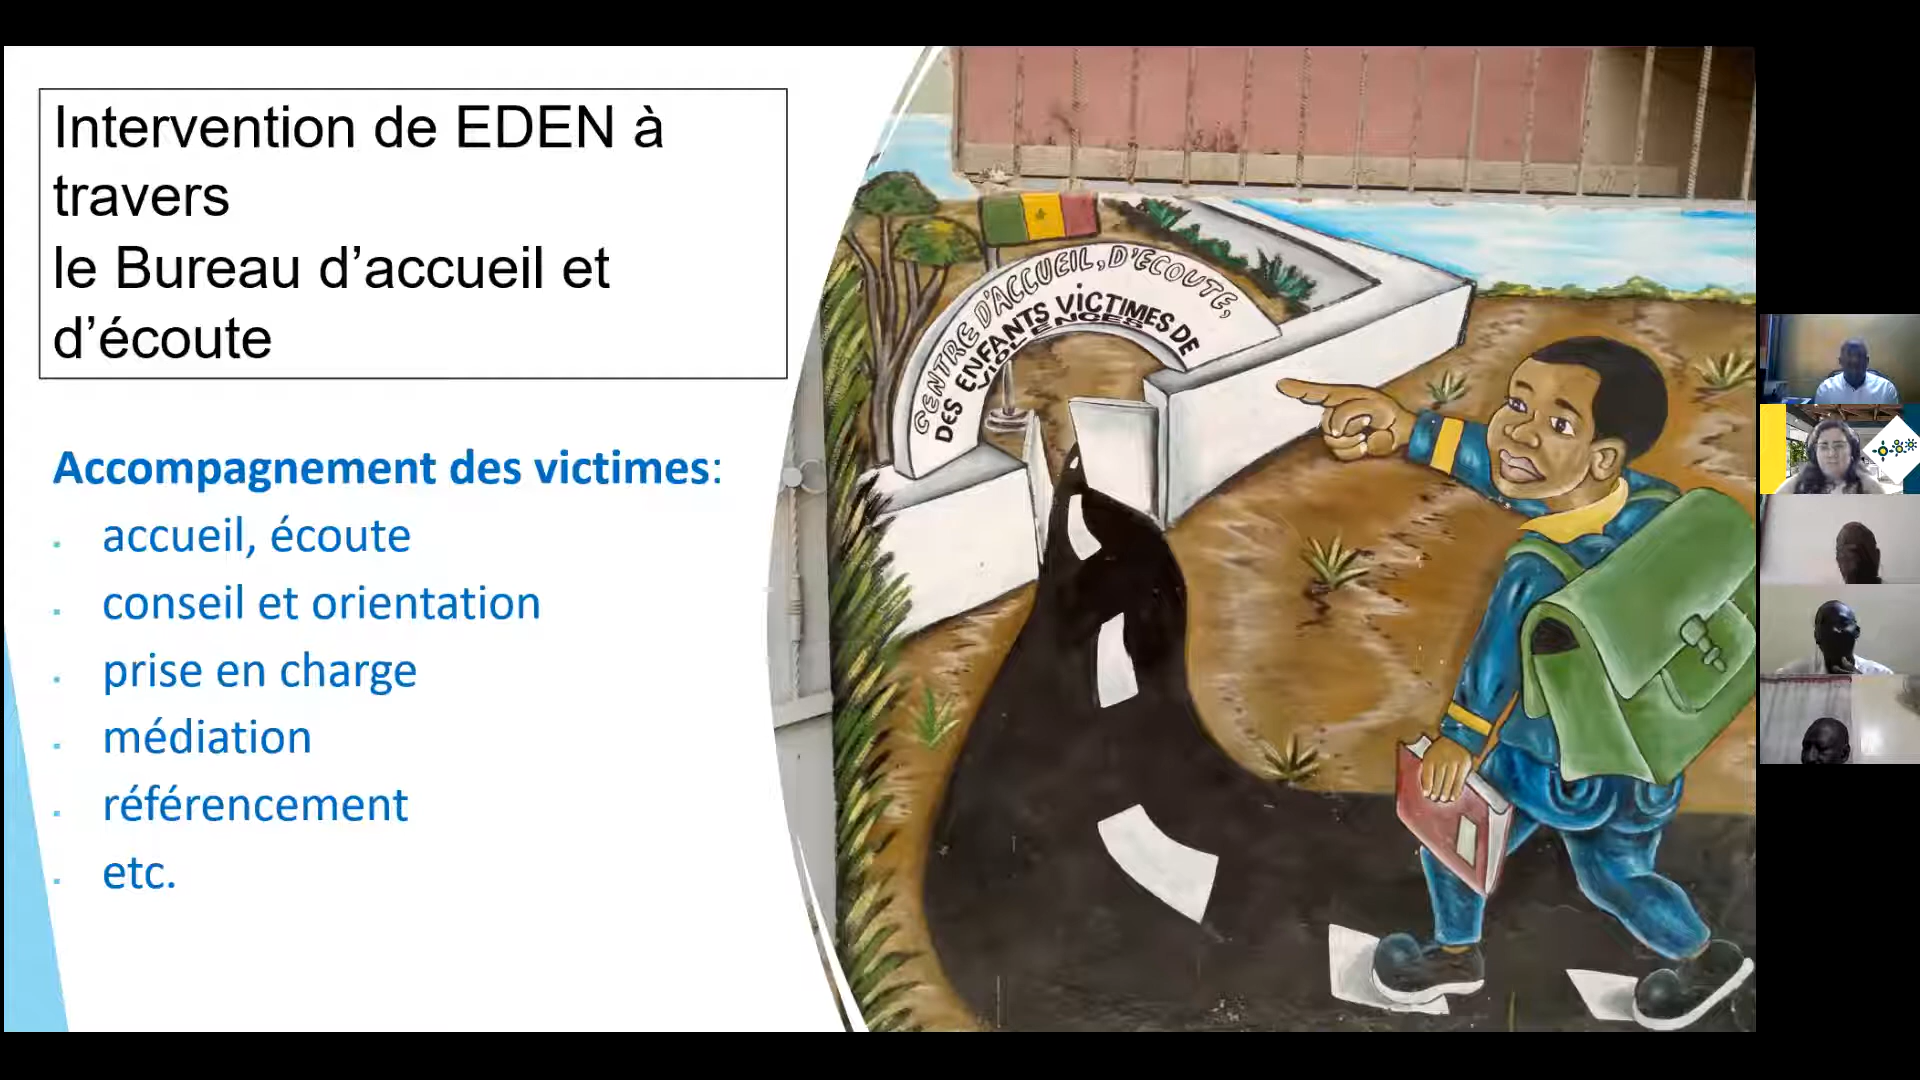 Intervention de EDEN à
travers
le Bureau d’accueil et
d’écoute
Accompagnement des victimes:
accueil, écoute
conseil et orientation
prise en charge
médiation
référencement
etc.
CENTRE D'ACCUEIL, D'ECOUTE,
DES ENFANTS VICTIMES DE
VIOLENCES